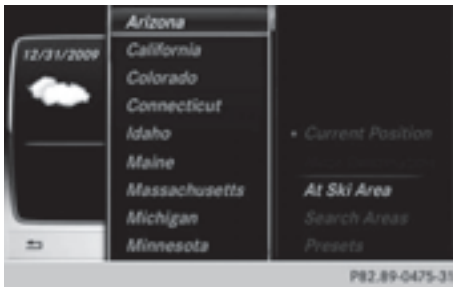 12/31/2009
Arizona
California
Colorado
Connecticut
Idaho
Maine
Massachusetts
Michigan
Minnesota
• Current Position
At Ski Area
Search Areas
Presets
P82.89-0475-31